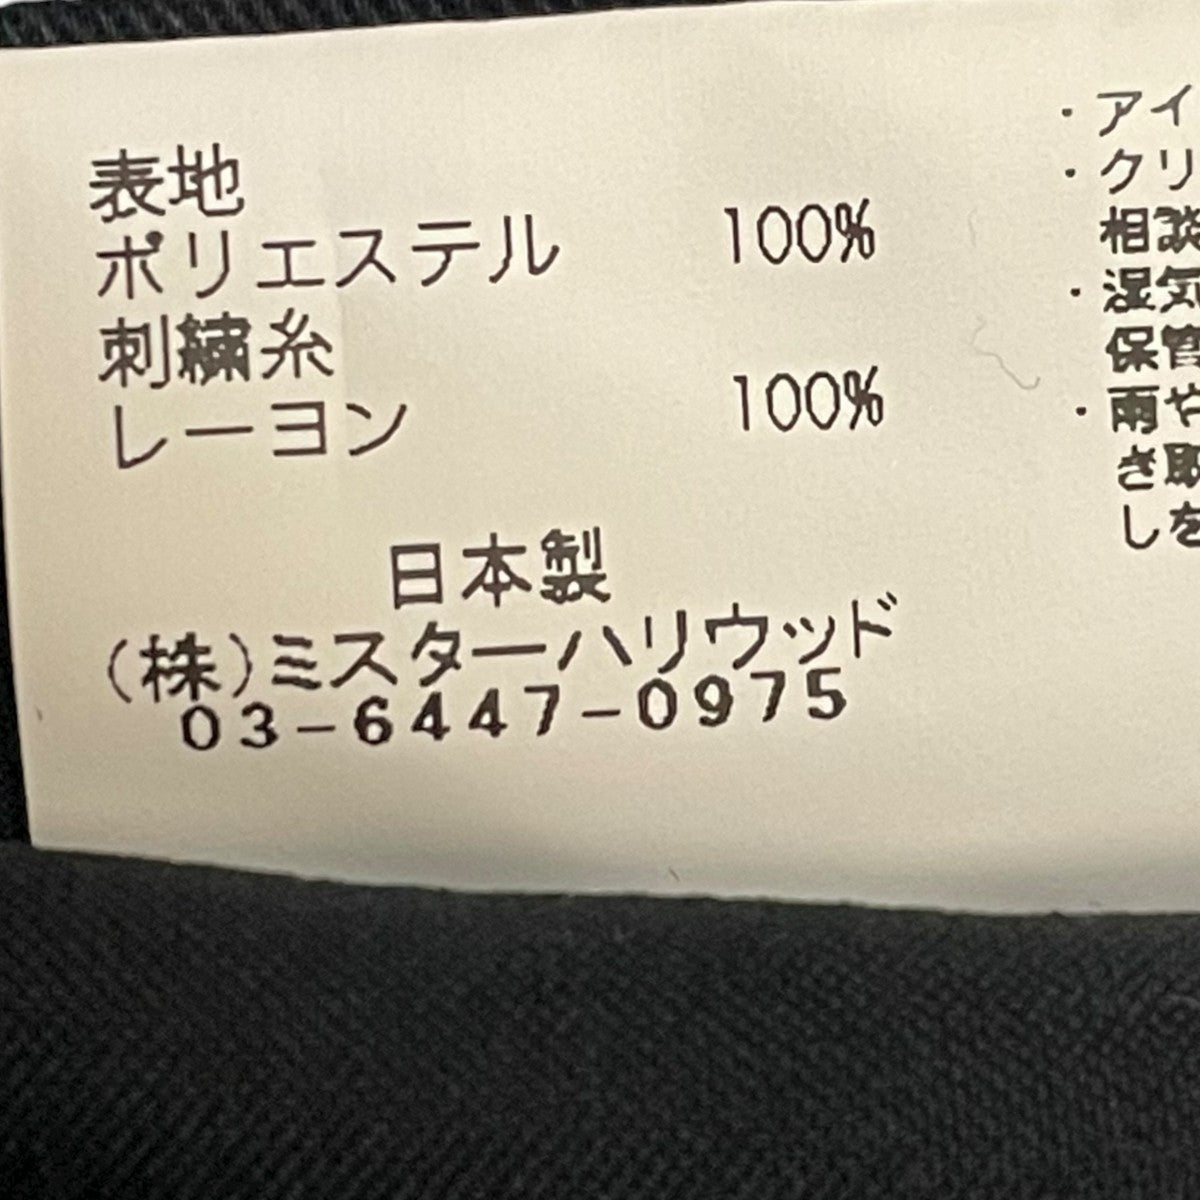 表地
ポリエステル 100%
刺繍糸
レーヨン 100%
日本製
(株)ミスターハリウッド
03-6447-0975
・アイ
・クリ
相談
・湿気
保管
・雨や
き取
しを